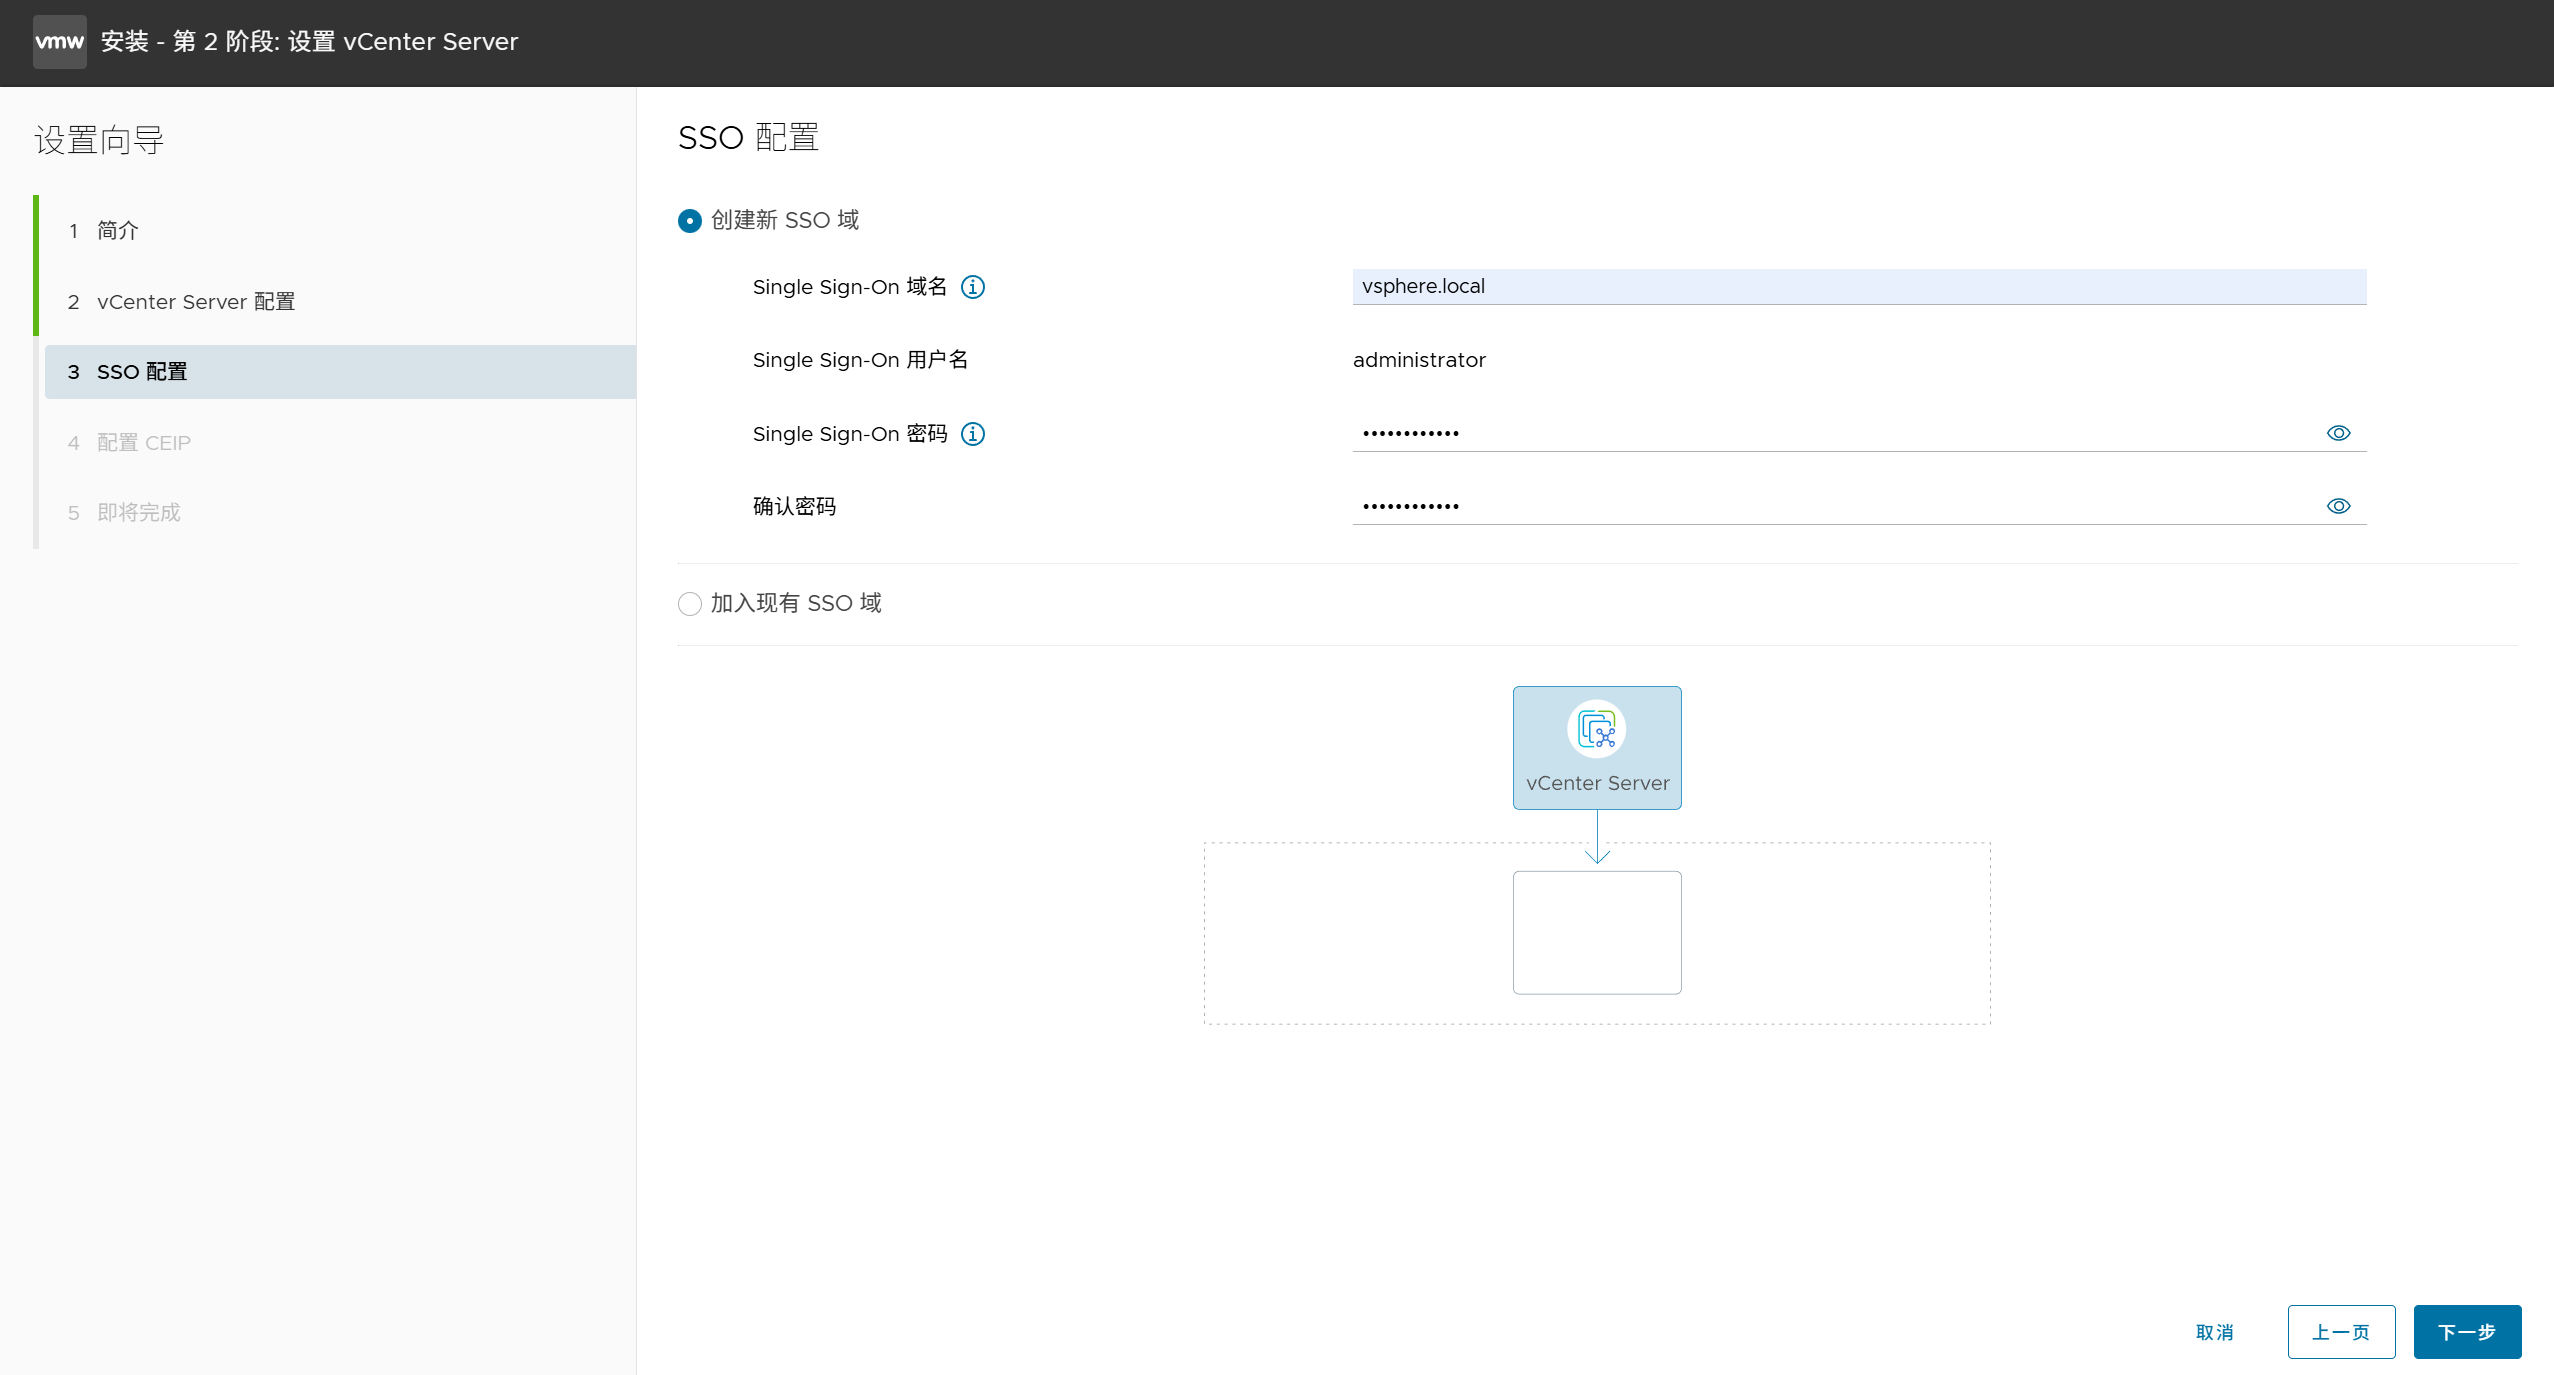 vmw 安装 - 第 2 阶段: 设置 vCenter Server
设置向导
1 简介
2 vCenter Server 配置
3 SSO 配置
4 配置 CEIP
5 即将完成
SSO 配置
创建新 SSO 域
Single Sign-On 域名 vsphere.local
Single Sign-On 用户名 administrator
Single Sign-On 密码 ••••••••••••
确认密码 ••••••••••••
加入现有 SSO 域
vCenter Server
取消 上一页 下一步